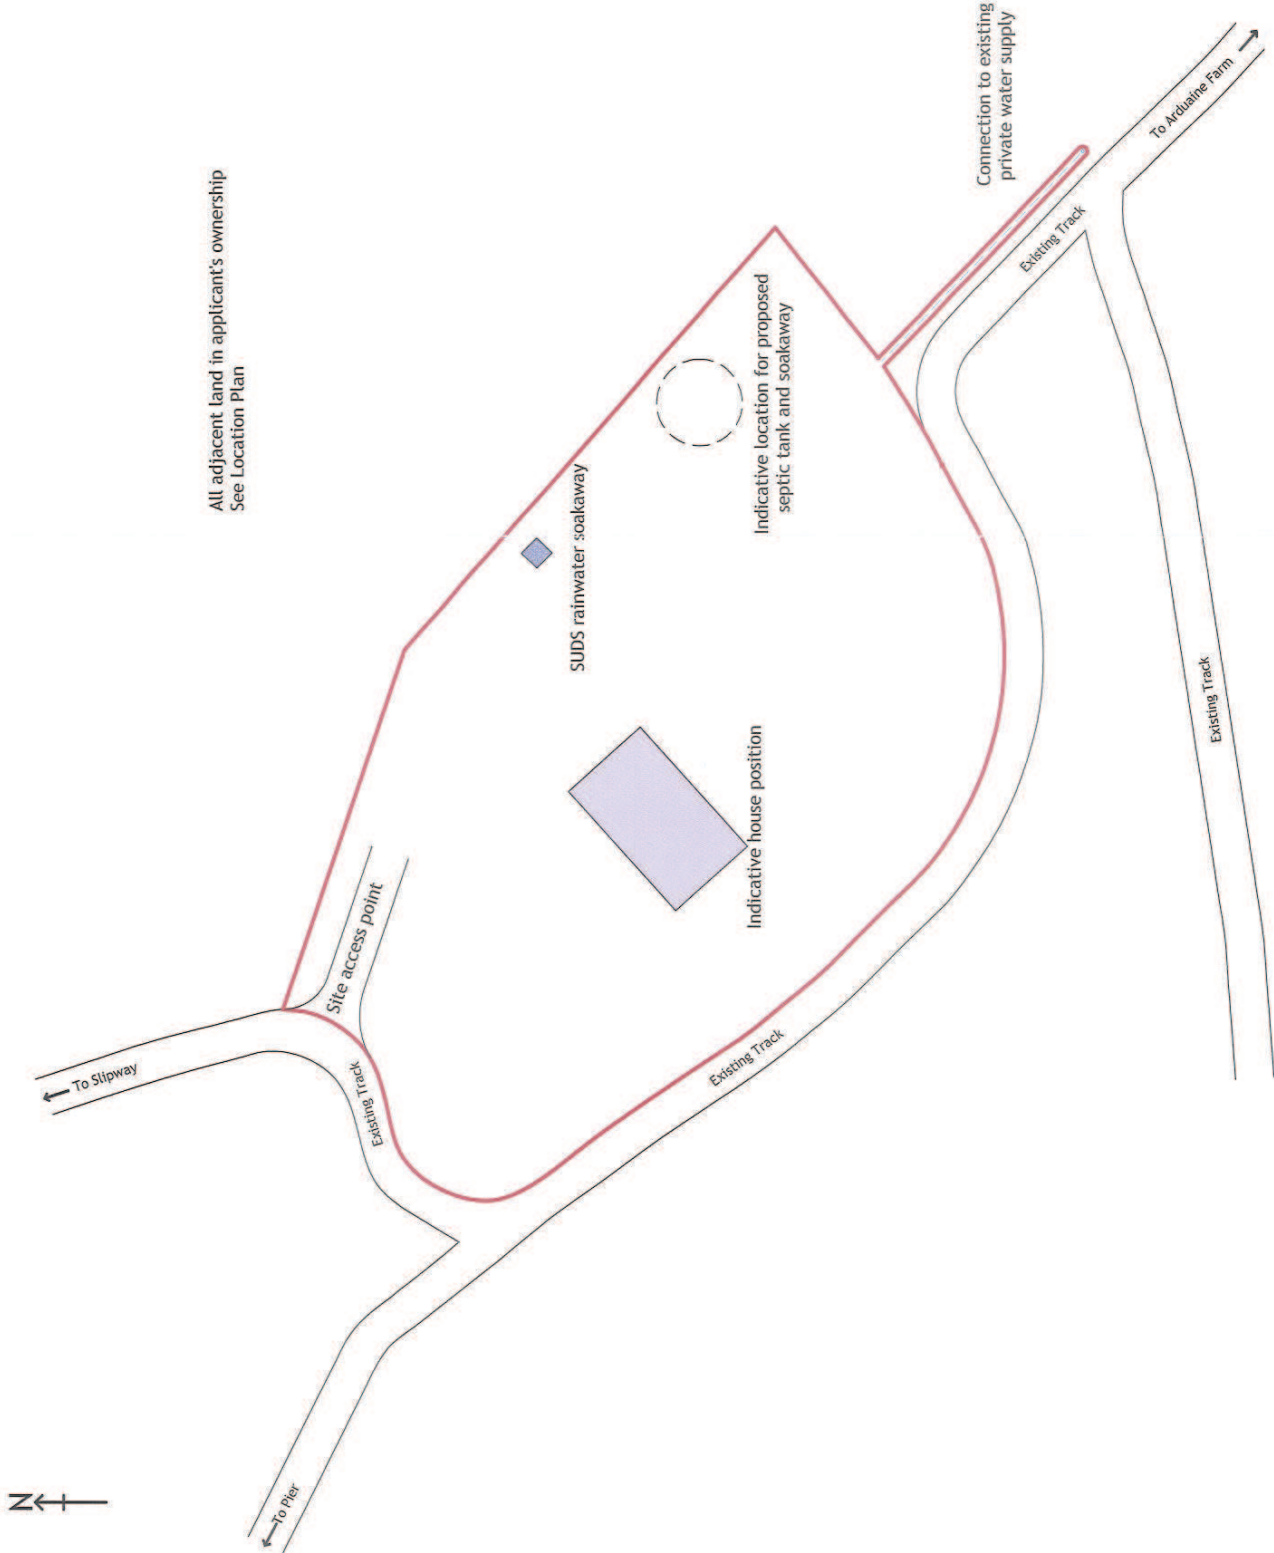 N
To Slipway
To Pier
All adjacent land in applicant's ownership
See Location Plan
Site access point
Existing Track
SUDS rainwater soakaway
Indicative house position
Indicative location for proposed
septic tank and soakaway
Connection to existing
private water supply
Existing Track
Existing Track
Existing Track
To Arduaine Farm